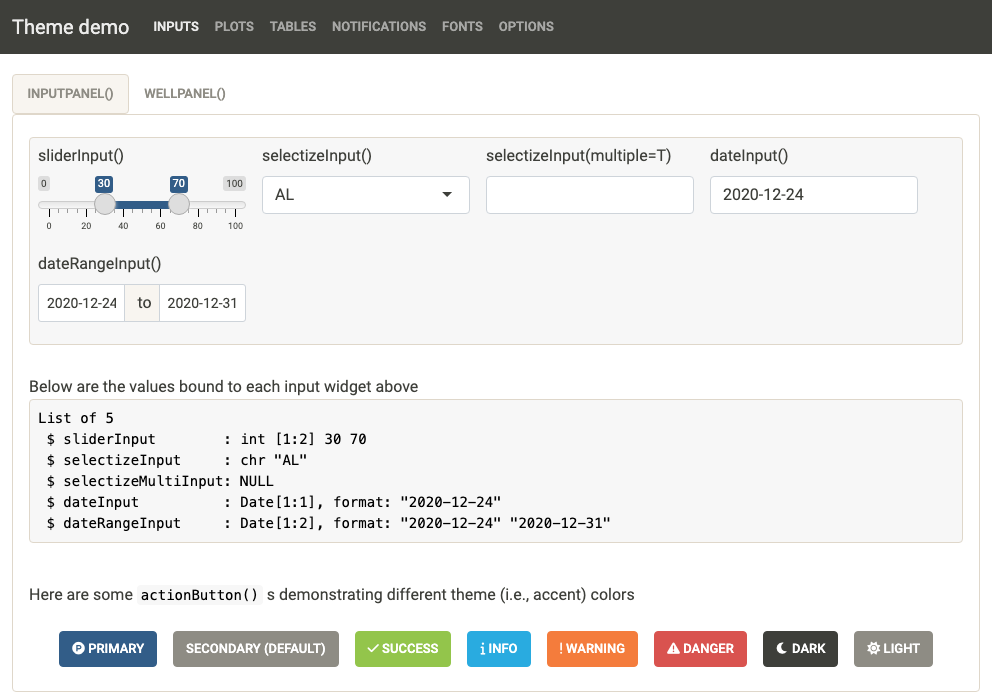 Theme demo INPUTS PLOTS TABLES NOTIFICATIONS FONTS OPTIONS
INPUTPANEL() WELLPANEL()
sliderInput() selectizeInput() selectizeInput(multiple=T) dateInput()
0 30 70 100
AL 2020-12-24
0 20 40 60 80 100
dateRangeInput()
2020-12-24 to 2020-12-31
Below are the values bound to each input widget above
List of 5
 $ sliderInput        : int [1:2] 30 70
 $ selectizeInput     : chr "AL"
 $ selectizeMultiInput: NULL
 $ dateInput          : Date[1:1], format: "2020-12-24"
 $ dateRangeInput     : Date[1:2], format: "2020-12-24" "2020-12-31"
Here are some actionButton() s demonstrating different theme (i.e., accent) colors
PRIMARY SECONDARY (DEFAULT) SUCCESS INFO WARNING DANGER DARK LIGHT